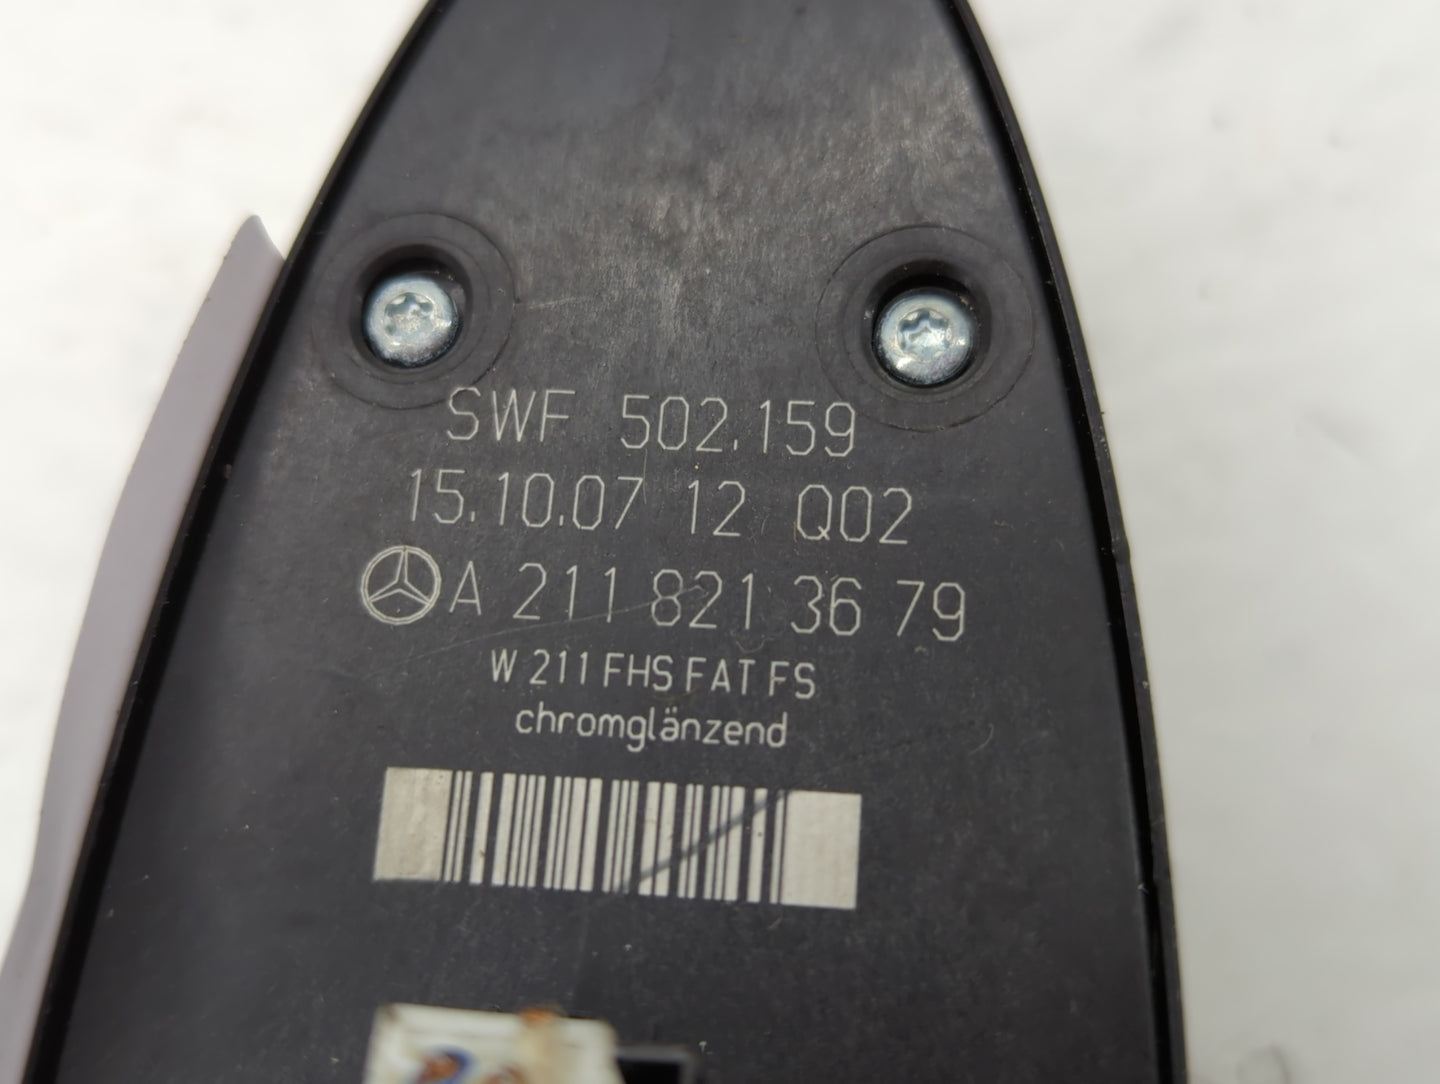 SWF 502.159
15.10.07 12 Q02
A 211 821 36 79
W 211 FHS FAT FS
chromglänzend